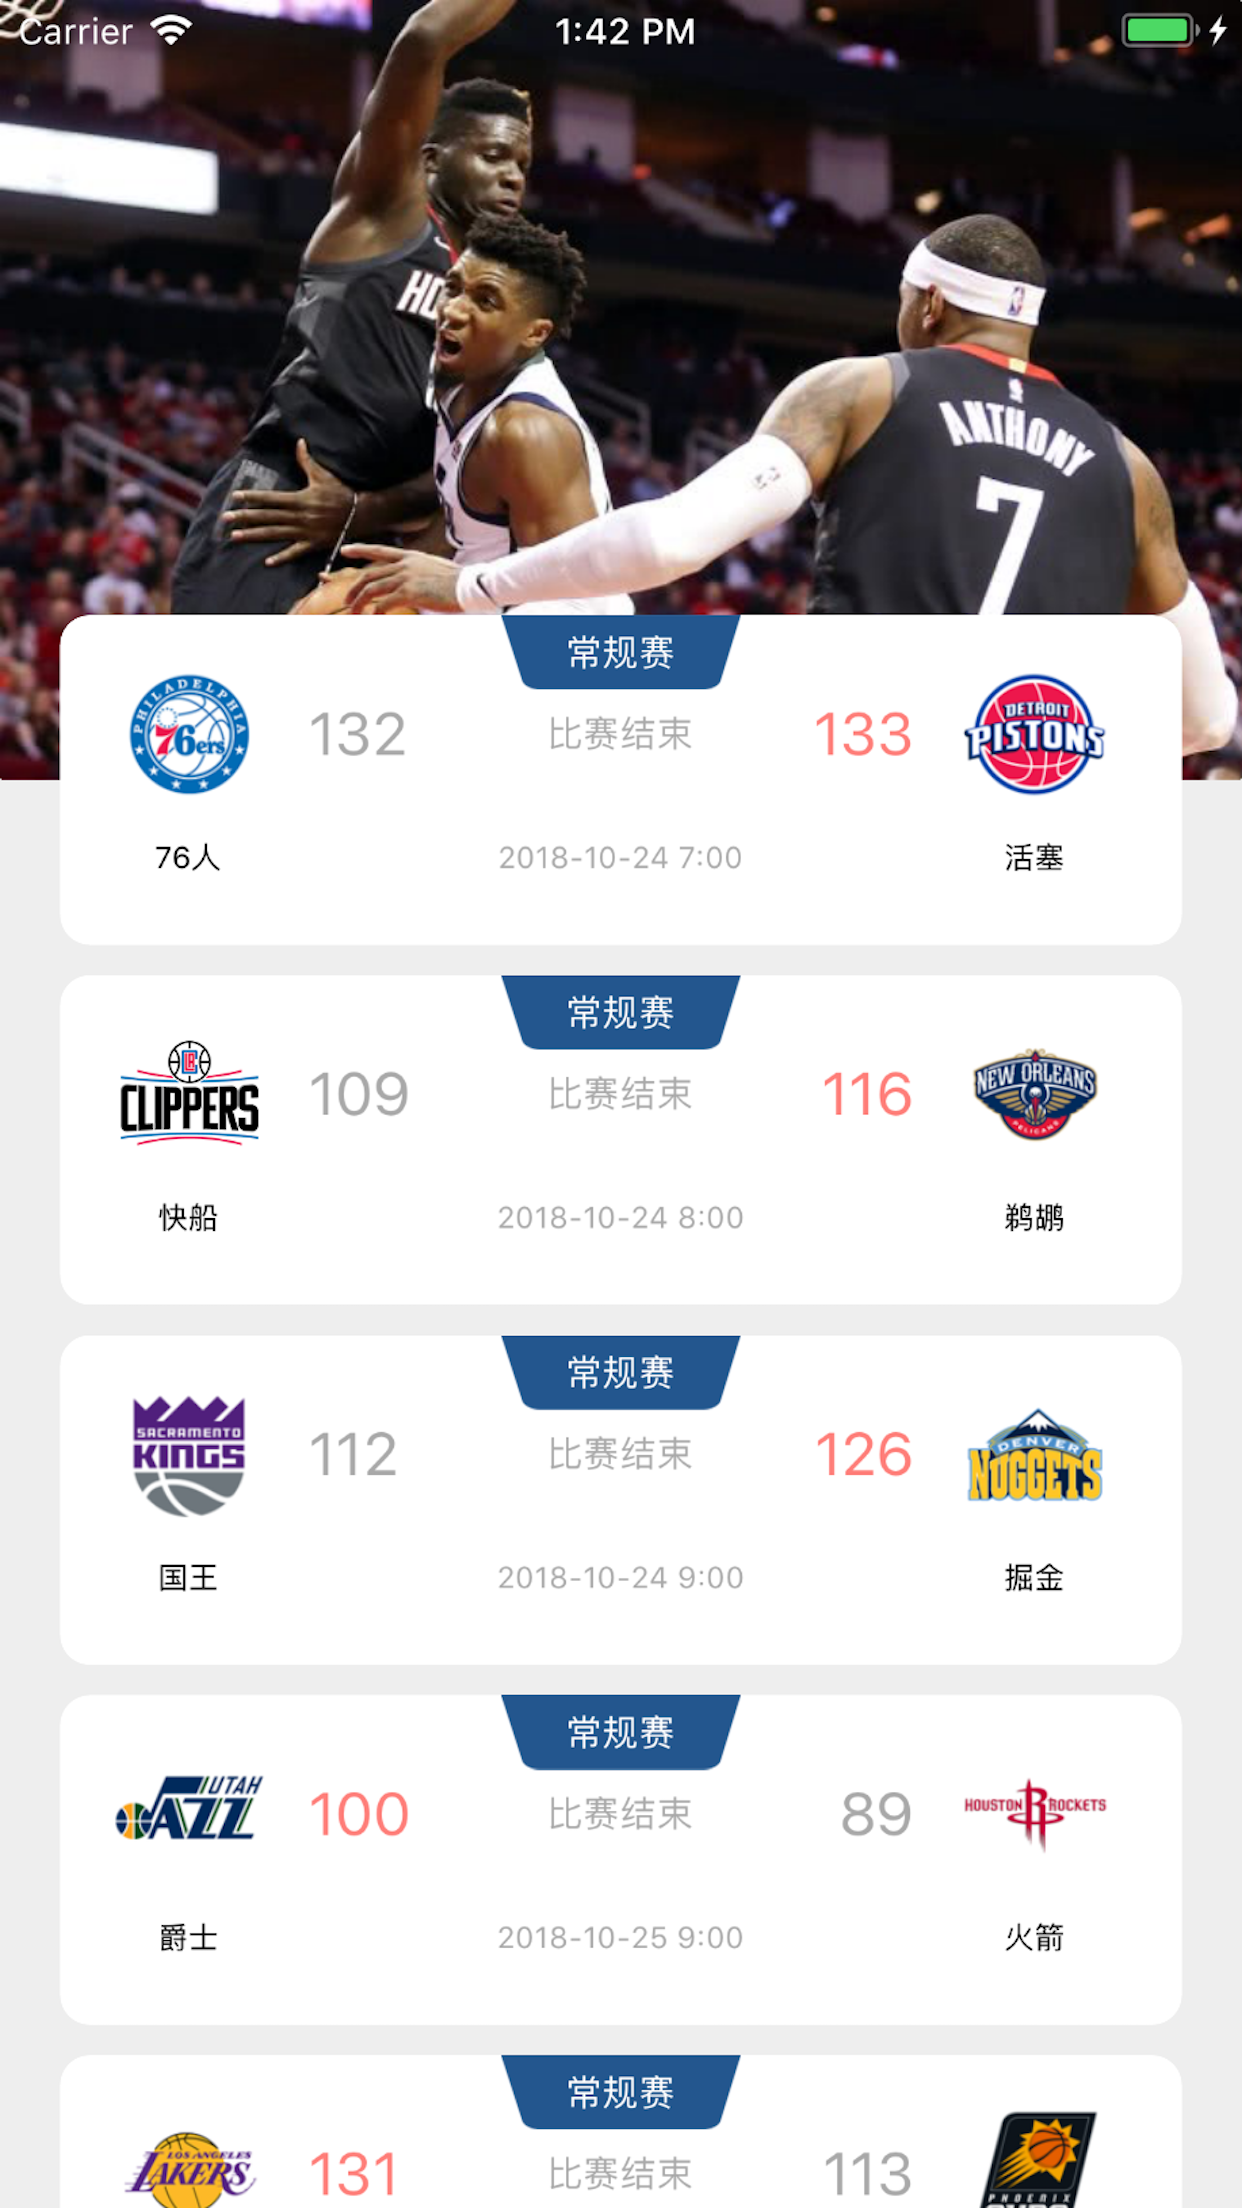 Carrier
1:42 PM
HO
ANTHONY
7
常规赛
PHILADELPHIA
76ers
132
比赛结束
133
DETROIT
PISTONS
76人
2018-10-24 7:00
活塞
常规赛
CLIPPERS
109
比赛结束
116
NEW ORLEANS
PELICANS
快船
2018-10-24 8:00
鹈鹕
常规赛
SACRAMENTO
KINGS
112
比赛结束
126
DENVER
NUGGETS
国王
2018-10-24 9:00
掘金
常规赛
UTAH
JAZZ
100
比赛结束
89
HOUSTON ROCKETS
爵士
2018-10-25 9:00
火箭
常规赛
LOS ANGELES
LAKERS
131
比赛结束
113
PHOENIX